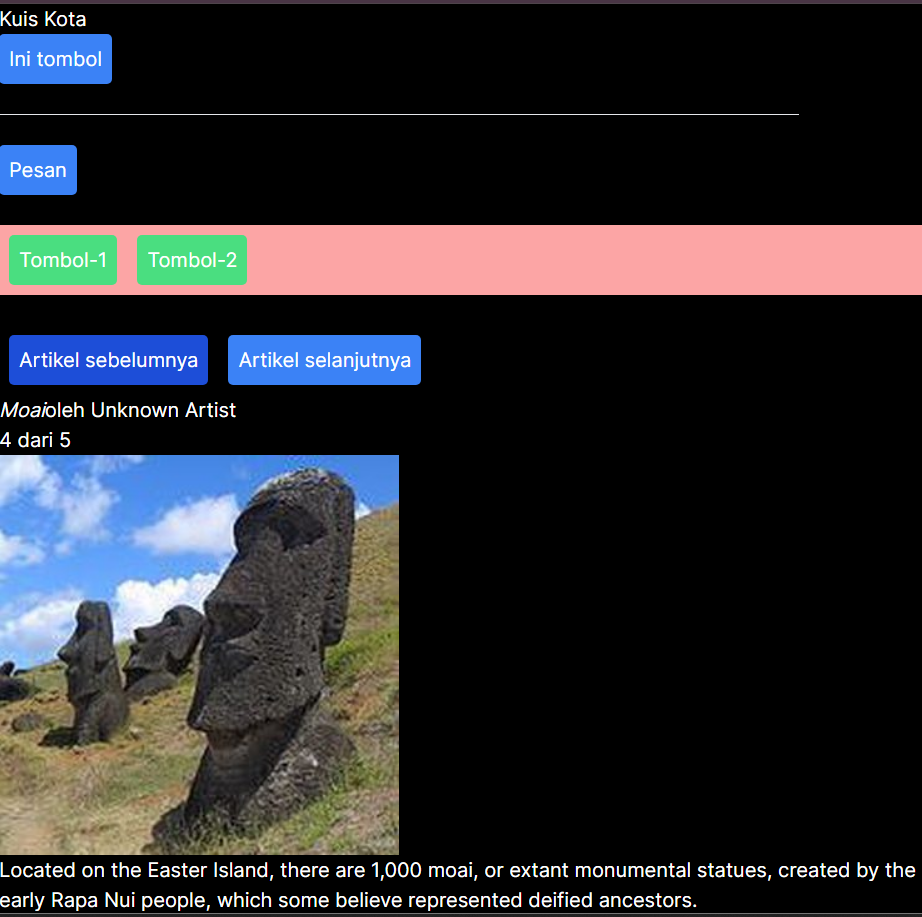 Kuis Kota
Ini tombol
Pesan
Tombol-1 Tombol-2
Artikel sebelumnya Artikel selanjutnya
Moaioleh Unknown Artist
4 dari 5
Located on the Easter Island, there are 1,000 moai, or extant monumental statues, created by the
early Rapa Nui people, which some believe represented deified ancestors.